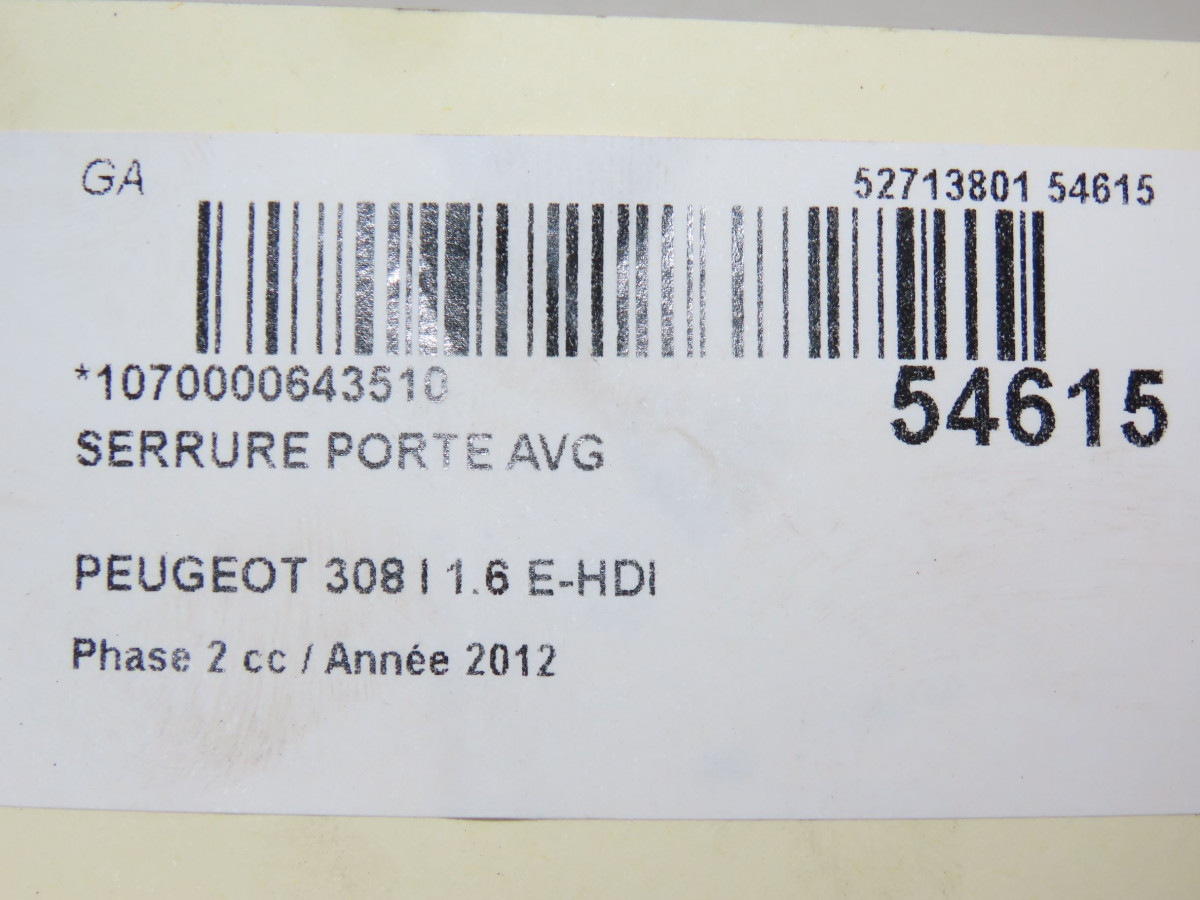 GA
52713801 54615
*1070000643510
54615
SERRURE PORTE AVG
PEUGEOT 308 I 1.6 E-HDI
Phase 2 cc / Année 2012